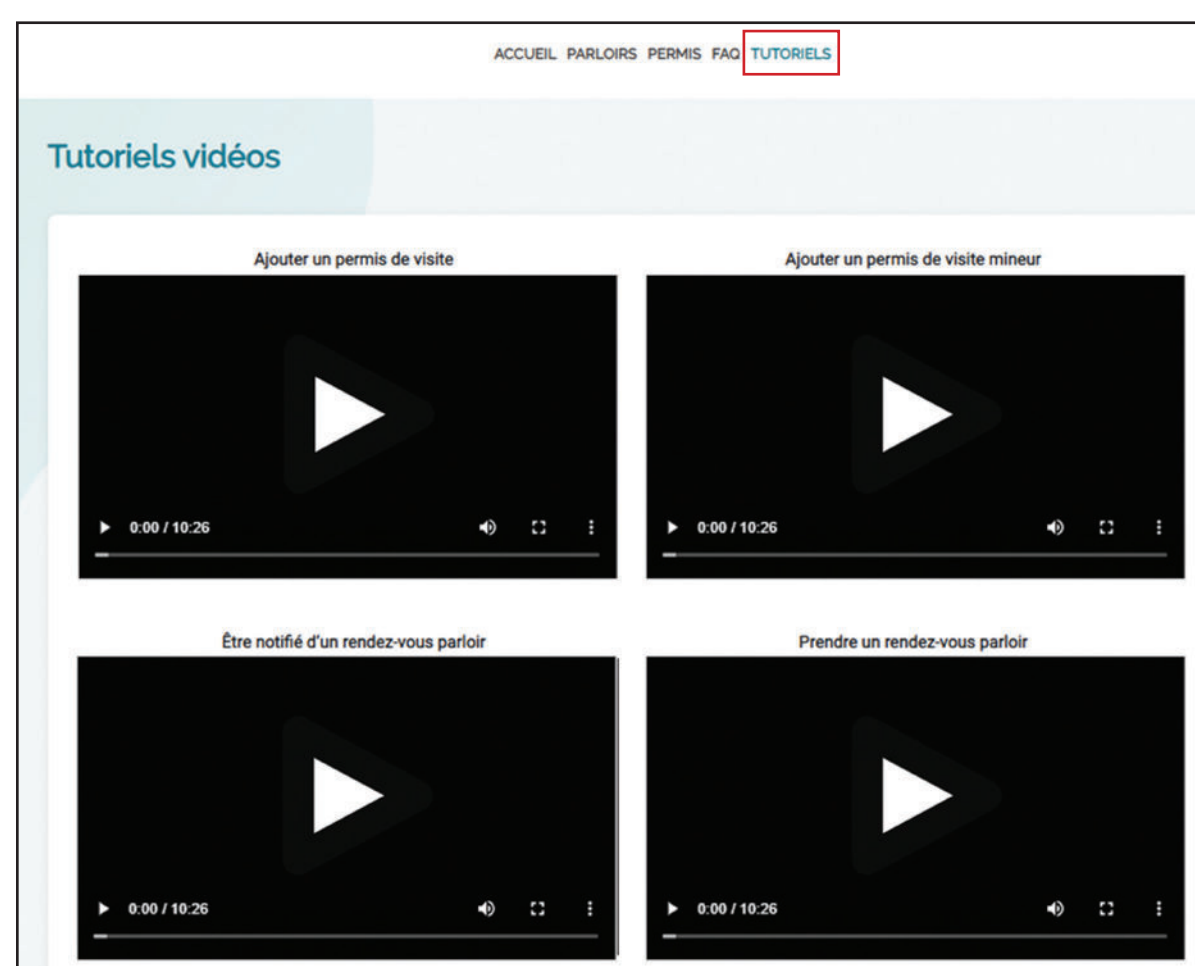 ACCUEIL PARLOIRS PERMIS FAQ TUTORIELS
Tutoriels vidéos
Ajouter un permis de visite
Ajouter un permis de visite mineur
0:00 / 10:26
0:00 / 10:26
Être notifié d'un rendez-vous parloir
Prendre un rendez-vous parloir
0:00 / 10:26
0:00 / 10:26